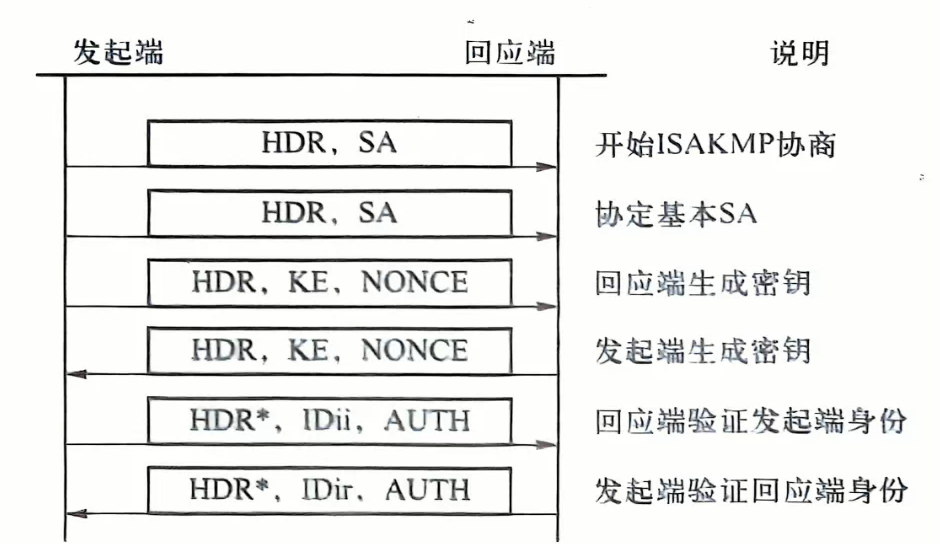 发起端 回应端 说明
HDR，SA 开始ISAKMP协商
HDR，SA 协定基本SA
HDR，KE，NONCE 回应端生成密钥
HDR，KE，NONCE 发起端生成密钥
HDR*，IDii，AUTH 回应端验证发起端身份
HDR*，IDir，AUTH 发起端验证回应端身份